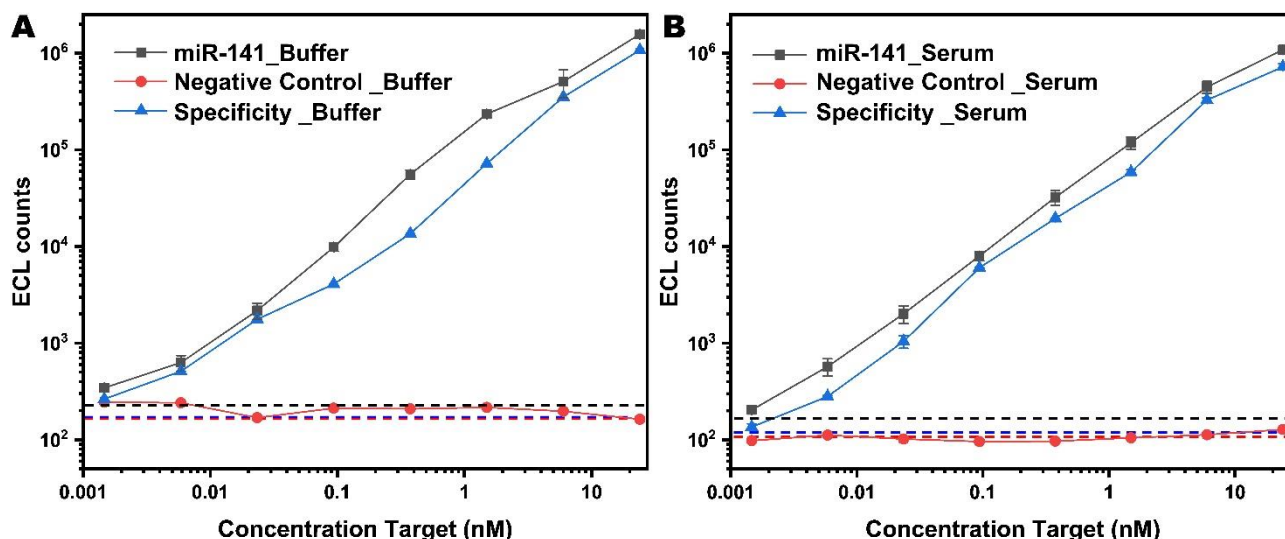 A
miR-141_Buffer
Negative Control _Buffer
Specificity _Buffer
10⁶
10⁵
10⁴
10³
10²
ECL counts
0.001
0.01
0.1
1
10
Concentration Target (nM)
B
miR-141_Serum
Negative Control _Serum
Specificity _Serum
10⁶
10⁵
10⁴
10³
10²
ECL counts
0.001
0.01
0.1
1
10
Concentration Target (nM)